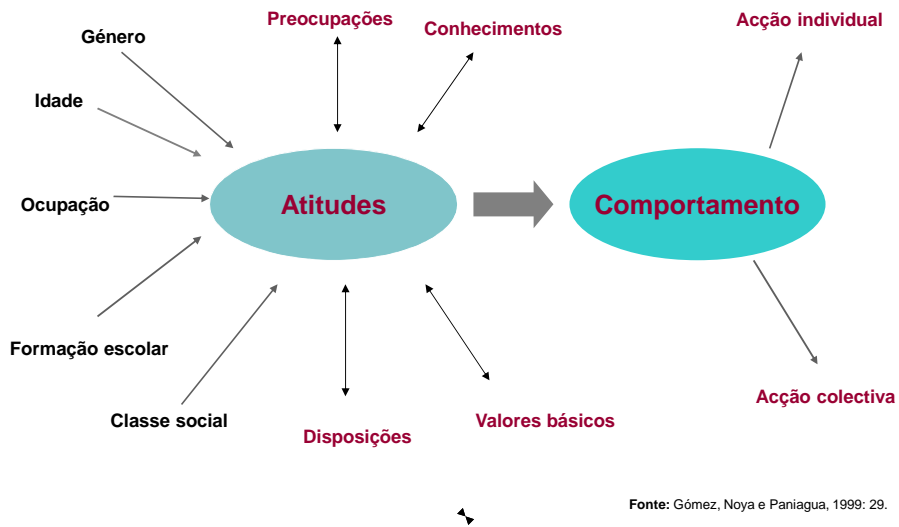 Preocupações
Conhecimentos
Acção individual
Género
Idade
Ocupação
Atitudes
Comportamento
Formação escolar
Classe social
Disposições
Valores básicos
Acção colectiva
Fonte: Gómez, Noya e Paniagua, 1999: 29.